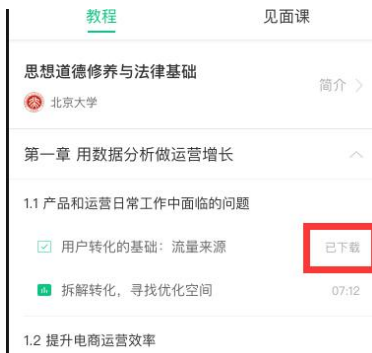 教程 见面课
思想道德修养与法律基础
简介
北京大学
第一章 用数据分析做运营增长
1.1 产品和运营日常工作中面临的问题
用户转化的基础：流量来源 已下载
拆解转化，寻找优化空间 07:12
1.2 提升电商运营效率